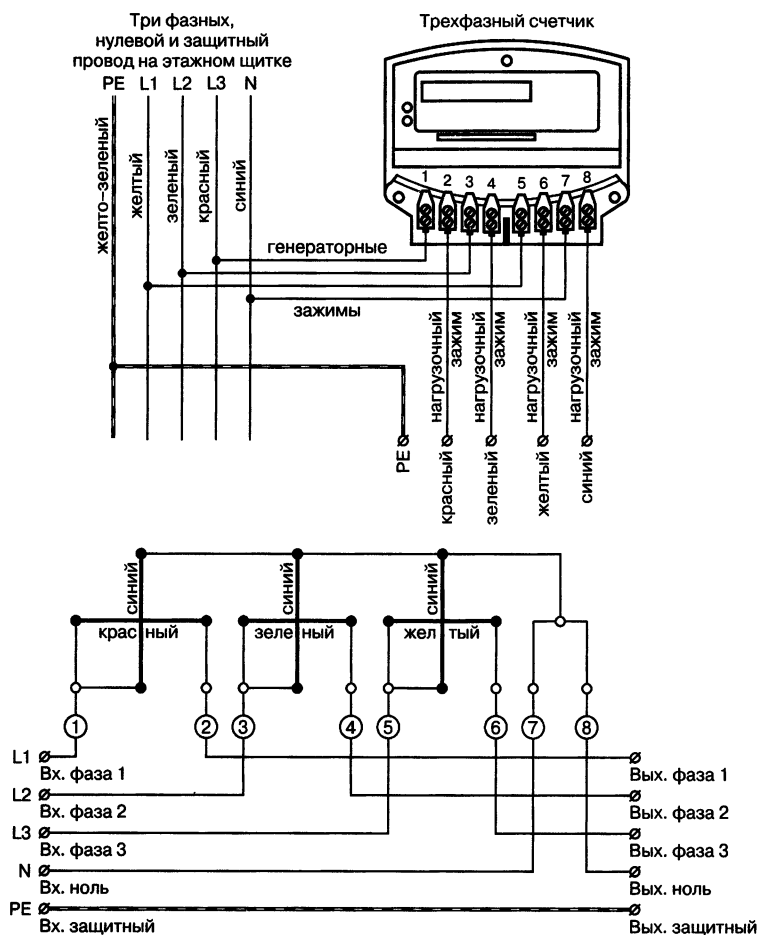 Три фазных,
нулевой и защитный
провод на этажном щитке
PE L1 L2 L3 N
Трехфазный счетчик
желто-зеленый
желтый
зеленый
красный
синий
1 2 3 4 5 6 7 8
генераторные
зажимы
нагрузочный
зажим
нагрузочный
зажим
нагрузочный
зажим
нагрузочный
зажим
PE
красный
зеленый
желтый
синий
синий
синий
синий
красный
зеленый
желтый
1 2 3 4 5 6 7 8
L1
Вх. фаза 1
Вых. фаза 1
L2
Вх. фаза 2
Вых. фаза 2
L3
Вх. фаза 3
Вых. фаза 3
N
Вх. ноль
Вых. ноль
PE
Вх. защитный
Вых. защитный